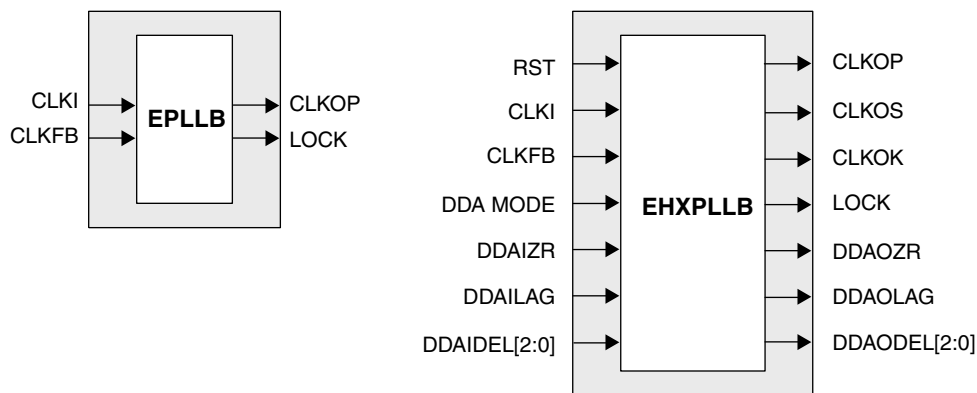 CLKI
CLKFB
EPLLB
CLKOP
LOCK
RST
CLKI
CLKFB
DDA MODE
DDAIZR
DDAILAG
DDAIDEL[2:0]
EHXPLLB
CLKOP
CLKOS
CLKOK
LOCK
DDAOZR
DDAOLAG
DDAODEL[2:0]